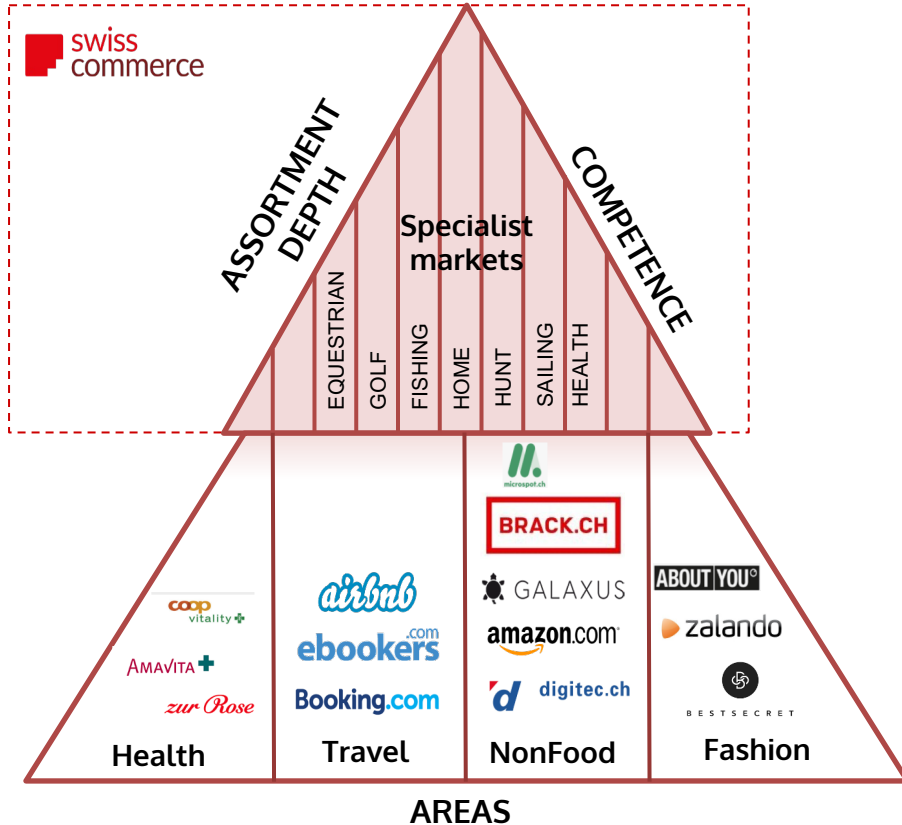 swiss
commerce
ASSORTMENT
DEPTH
COMPETENCE
Specialist
markets
EQUESTRIAN
GOLF
FISHING
HOME
HUNT
SAILING
HEALTH
microspot.ch
BRACK.CH
GALAXUS
amazon.com
d digitec.ch
NonFood
airbnb
ebookers
.com
Booking.com
Travel
coop
vitality
AMAVITA
zur Rose
Health
ABOUT YOU°
zalando
BESTSECRET
Fashion
AREAS